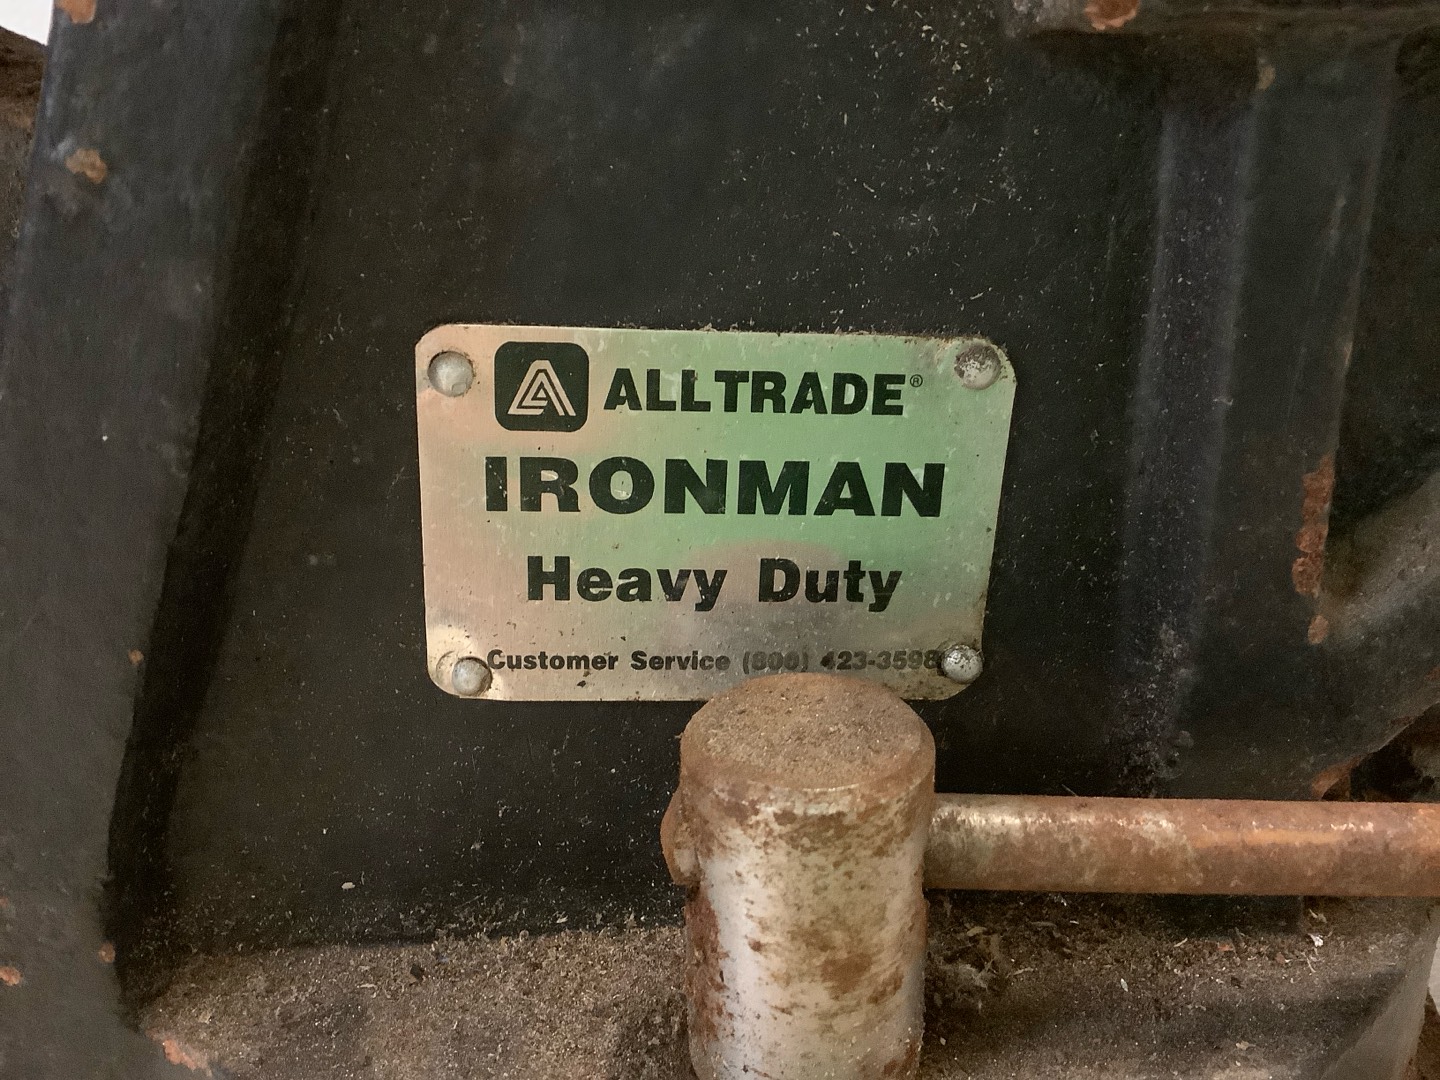 ALLTRADE®
IRONMAN
Heavy Duty
Customer Service (800) 423-3598